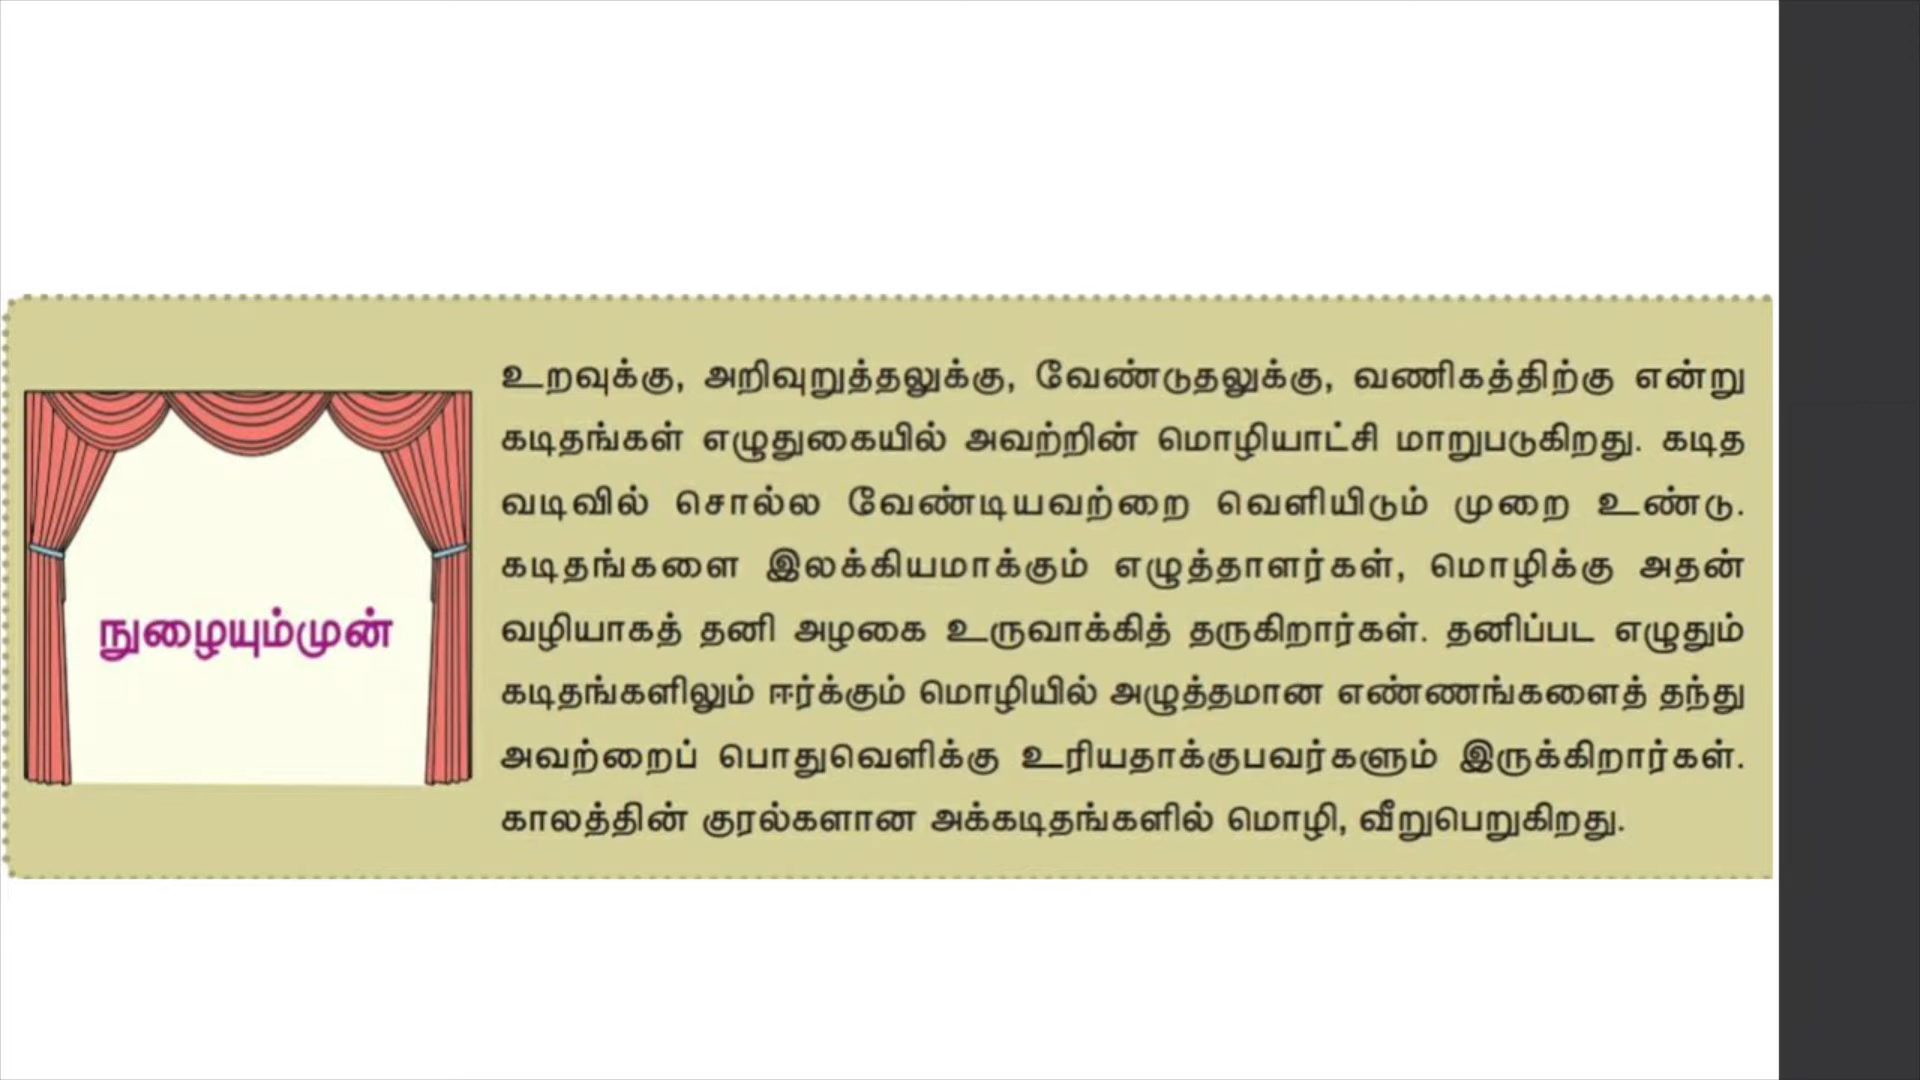 நுழையும்முன்
உறவுக்கு, அறிவுறுத்தலுக்கு, வேண்டுதலுக்கு, வணிகத்திற்கு என்று
கடிதங்கள் எழுதுகையில் அவற்றின் மொழியாட்சி மாறுபடுகிறது. கடித
வடிவில் சொல்ல வேண்டியவற்றை வெளியிடும் முறை உண்டு.
கடிதங்களை இலக்கியமாக்கும் எழுத்தாளர்கள், மொழிக்கு அதன்
வழியாகத் தனி அழகை உருவாக்கித் தருகிறார்கள். தனிப்பட எழுதும்
கடிதங்களிலும் ஈர்க்கும் மொழியில் அழுத்தமான எண்ணங்களைத் தந்து
அவற்றைப் பொதுவெளிக்கு உரியதாக்குபவர்களும் இருக்கிறார்கள்.
காலத்தின் குரல்களான அக்கடிதங்களில் மொழி, வீறுபெறுகிறது.